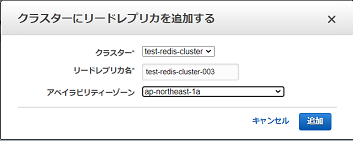 クラスターにリードレプリカを追加する ×
クラスター* test-redis-cluster
リードレプリカ名* test-redis-cluster-003
アベイラビリティーゾーン ap-northeast-1a
キャンセル 追加